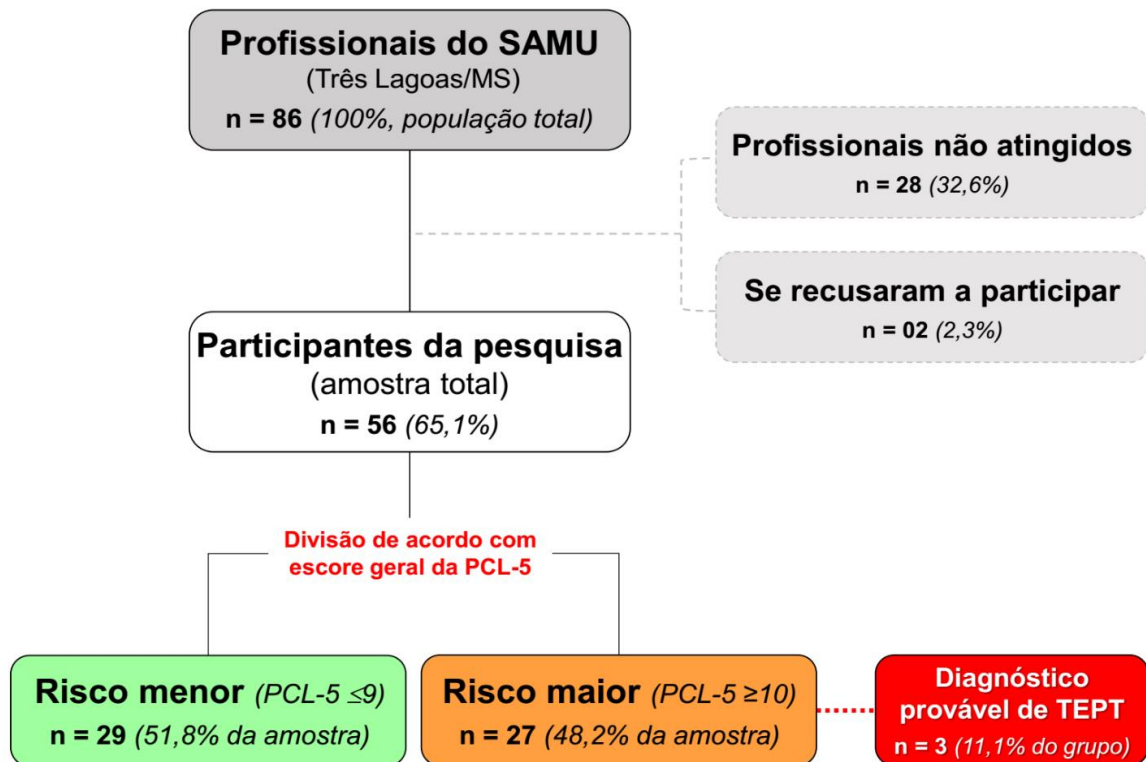 Profissionais do SAMU
(Três Lagoas/MS)
n = 86 (100%, população total)
Profissionais não atingidos
n = 28 (32,6%)
Se recusaram a participar
n = 02 (2,3%)
Participantes da pesquisa
(amostra total)
n = 56 (65,1%)
Divisão de acordo com
escore geral da PCL-5
Risco menor (PCL-5 ≤9)
n = 29 (51,8% da amostra)
Risco maior (PCL-5 ≥10)
n = 27 (48,2% da amostra)
Diagnóstico
provável de TEPT
n = 3 (11,1% do grupo)